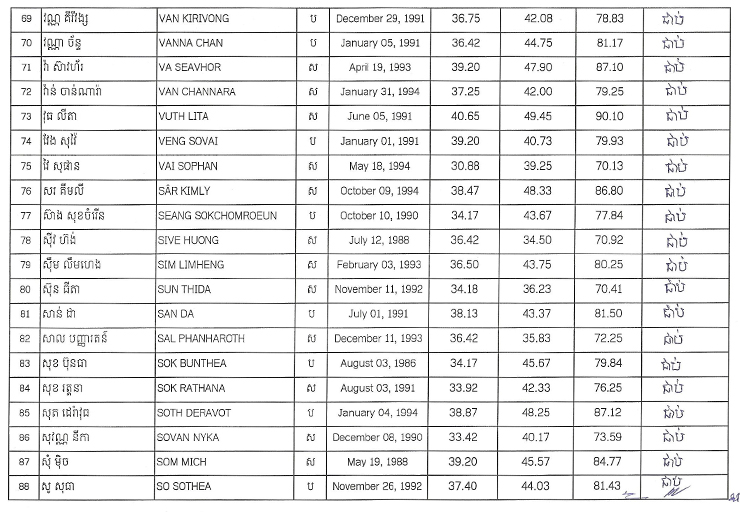 69 វណ្ណ គីរីវង្ស VAN KIRIVONG ប December 29, 1991 36.75 42.08 78.83 ជាប់
70 វណ្ណា ច័ន្ទ VANNA CHAN ប January 05, 1991 36.42 44.75 81.17 ជាប់
71 វ៉ា ស៊ាវហ័រ VA SEAVHOR ស April 19, 1993 39.20 47.90 87.10 ជាប់
72 វ៉ាន់ ចាន់ណារ៉ា VAN CHANNARA ស January 31, 1994 37.25 42.00 79.25 ជាប់
73 វុធ លីតា VUTH LITA ស June 05, 1991 40.65 49.45 90.10 ជាប់
74 វ៉េង សុវ៉ៃ VENG SOVAI ប January 01, 1991 39.20 40.73 79.93 ជាប់
75 វៃ សុផាន VAI SOPHAN ស May 18, 1994 30.88 39.25 70.13 ជាប់
76 សរ គឹមលី SÂR KIMLY ស October 09, 1994 38.47 48.33 86.80 ជាប់
77 ស៊ាង សុខចំរើន SEANG SOKCHOMROEUN ប October 10, 1990 34.17 43.67 77.84 ជាប់
78 ស៊ីវ ហ៊ង់ SIVE HUONG ស July 12, 1988 36.42 34.50 70.92 ជាប់
79 ស៊ឹម លឹមហេង SIM LIMHENG ស February 03, 1993 36.50 43.75 80.25 ជាប់
80 ស៊ុន ធីតា SUN THIDA ស November 11, 1992 34.18 36.23 70.41 ជាប់
81 សាន់ ដា SAN DA ប July 01, 1991 38.13 43.37 81.50 ជាប់
82 សាល បញ្ញារតន៍ SAL PHANHAROTH ស December 11, 1993 36.42 35.83 72.25 ជាប់
83 សុខ ប៊ុនធា SOK BUNTHEA ប August 03, 1986 34.17 45.67 79.84 ជាប់
84 សុខ រត្តនា SOK RATHANA ស August 03, 1991 33.92 42.33 76.25 ជាប់
85 សុត ដេរ៉ាវុធ SOTH DERAVOT ប January 04, 1994 38.87 48.25 87.12 ជាប់
86 សុវណ្ណ នីកា SOVAN NYKA ស December 08, 1990 33.42 40.17 73.59 ជាប់
87 សុំ ម៉ិច SOM MICH ស May 19, 1988 39.20 45.57 84.77 ជាប់
88 សូ សុធា SO SOTHEA ប November 26, 1992 37.40 44.03 81.43 ជាប់